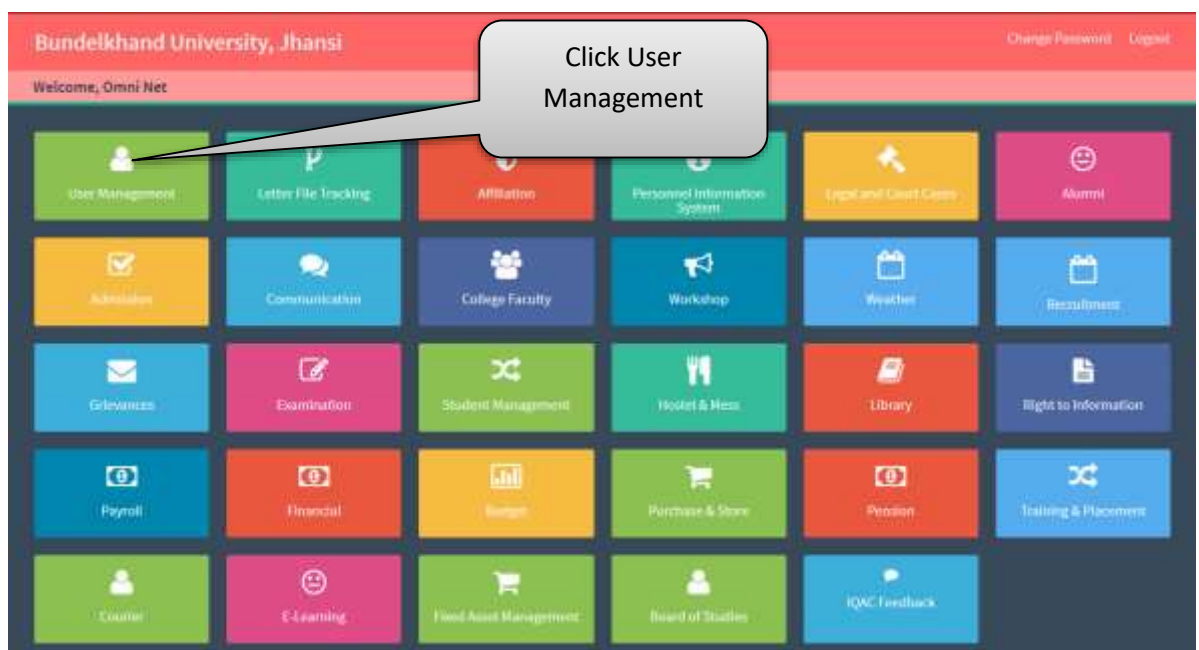 Bundelkhand University, Jhansi
Change Password Logout
Welcome, Omni Net
Click User
Management
User Management
Letter File Tracking
Affiliation
Personnel Information
System
Legal and Court Cases
Alumni
Admission
Communication
College Faculty
Workshop
Weather
Recruitment
Grievances
Examination
Student Management
Hostel & Mess
Library
Right to Information
Payroll
Financial
Budget
Purchase & Store
Pension
Training & Placement
Courier
E-Learning
Fixed Asset Management
Board of Studies
IQAC Feedback